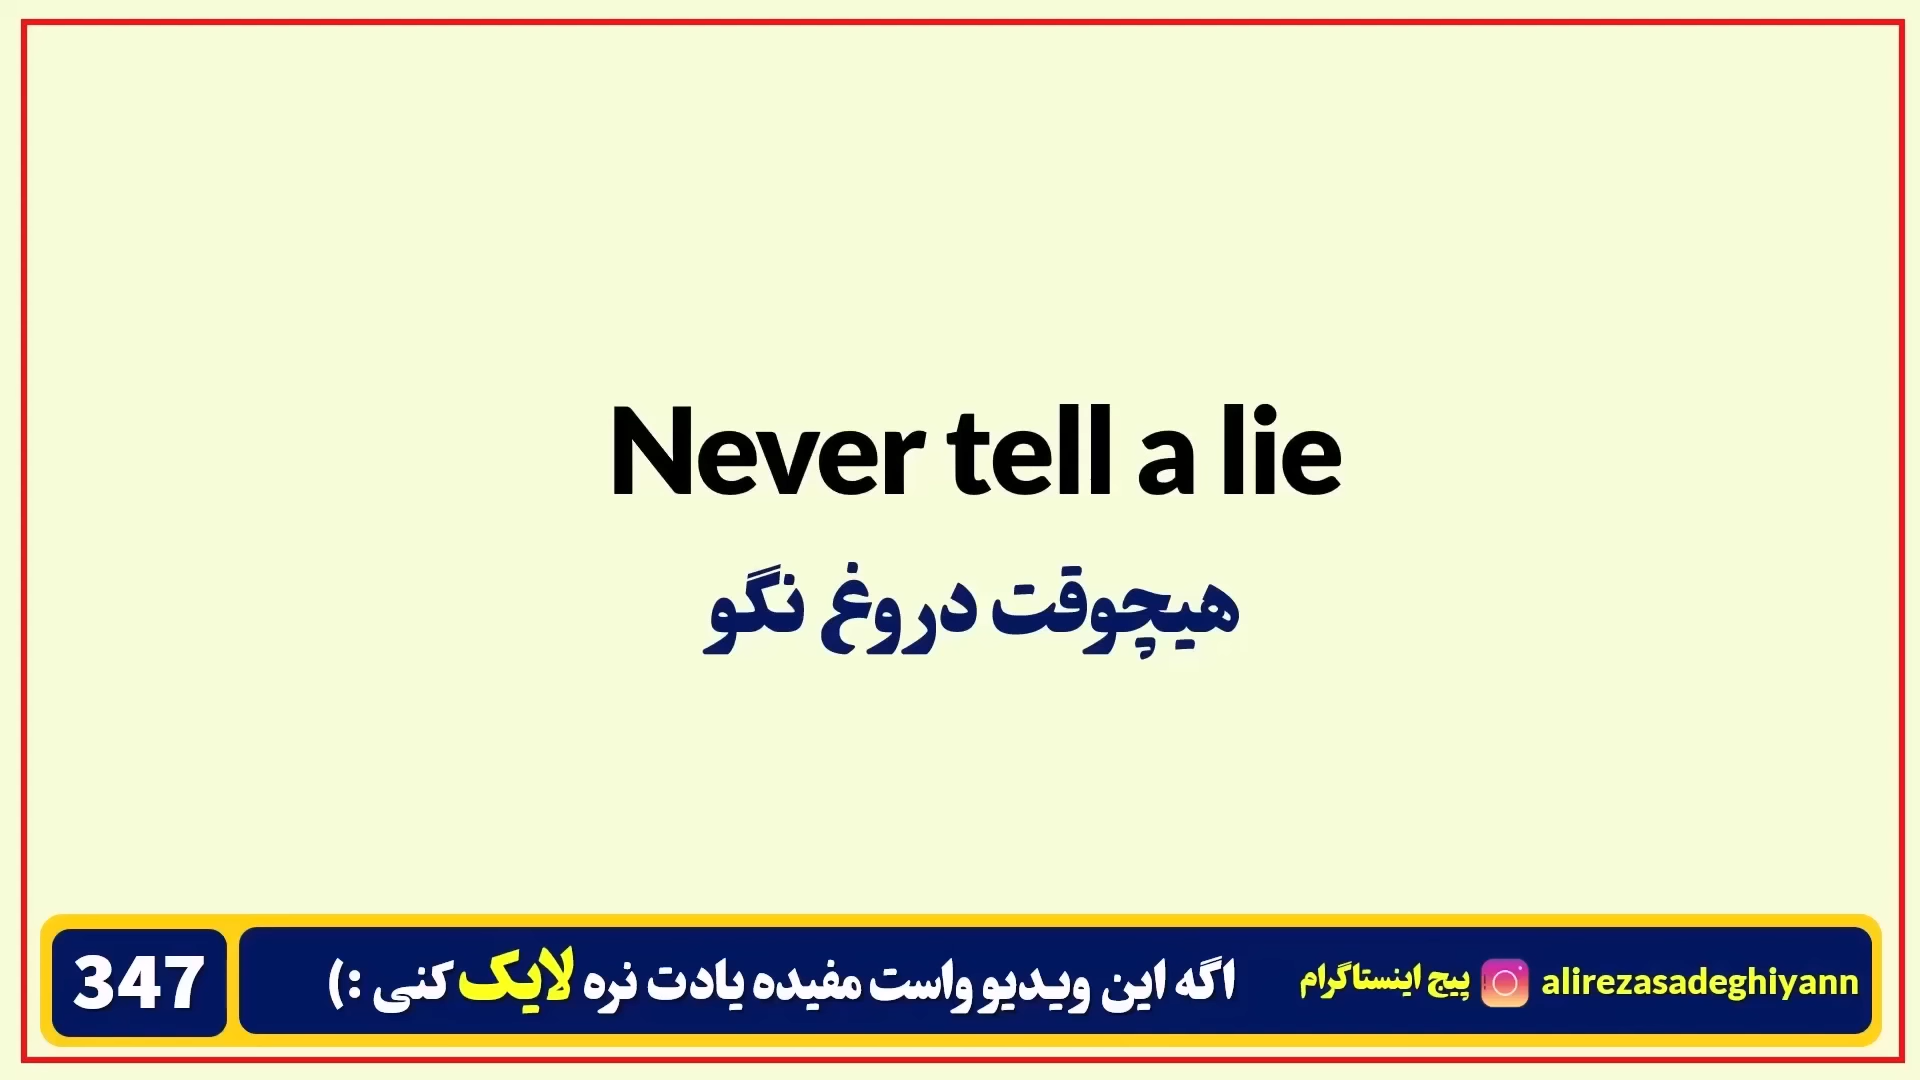 Never tell a lie
هیچوقت دروغ نگو
347
اگه این ویدیو واست مفیده یادت نره لایک کنی :)
پیج اینستاگرام
alirezasadeghiyann